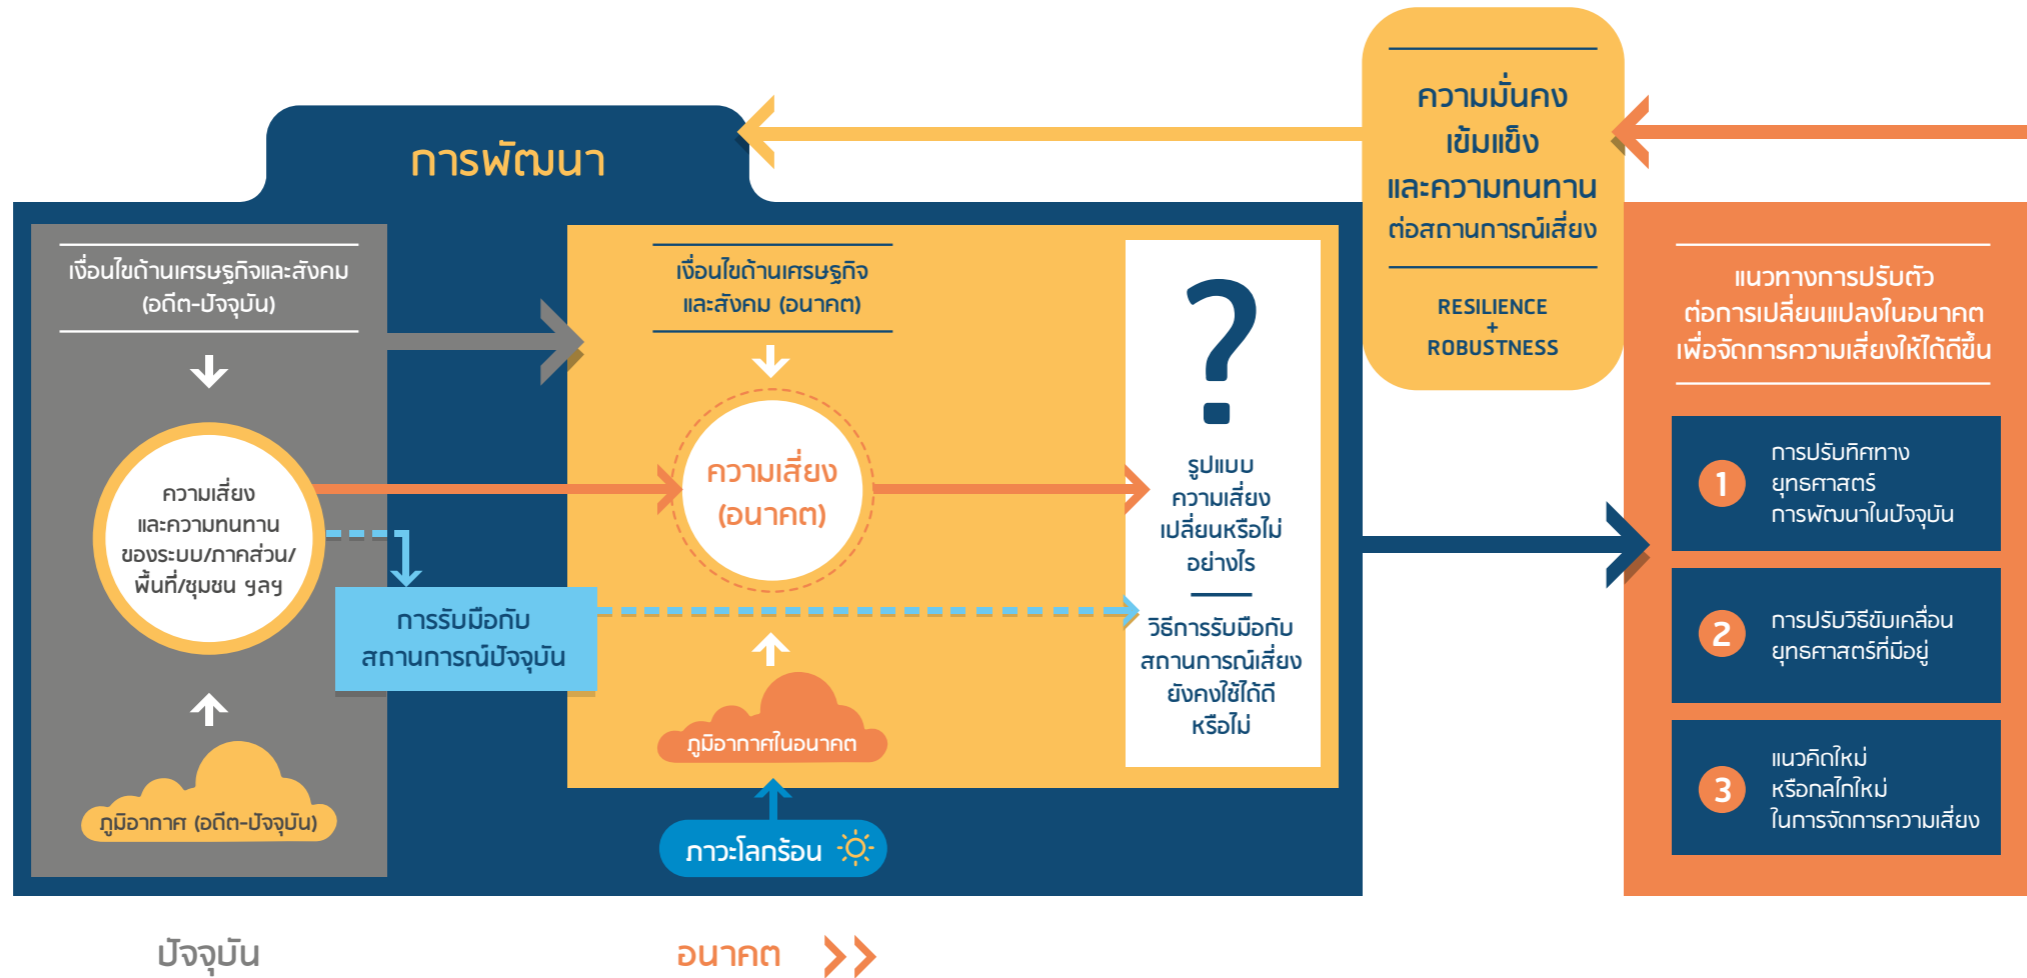 การพัฒนา
เงื่อนไขด้านเศรษฐกิจและสังคม
(อดีต-ปัจจุบัน)
ความเสี่ยง
และความทนทาน
ของระบบ/ภาคส่วน/
พื้นที่/ชุมชน ฯลฯ
ภูมิอากาศ (อดีต-ปัจจุบัน)
การรับมือกับ
สถานการณ์ปัจจุบัน
เงื่อนไขด้านเศรษฐกิจ
และสังคม (อนาคต)
ความเสี่ยง
(อนาคต)
ภูมิอากาศในอนาคต
ภาวะโลกร้อน
?
รูปแบบ
ความเสี่ยง
เปลี่ยนหรือไม่
อย่างไร
วิธีการรับมือกับ
สถานการณ์เสี่ยง
ยังคงใช้ได้ดี
หรือไม่
ความมั่นคง
เข้มแข็ง
และความทนทาน
ต่อสถานการณ์เสี่ยง
RESILIENCE
+
ROBUSTNESS
แนวทางการปรับตัว
ต่อการเปลี่ยนแปลงในอนาคต
เพื่อจัดการความเสี่ยงให้ได้ดีขึ้น
1
การปรับทิศทาง
ยุทธศาสตร์
การพัฒนาในปัจจุบัน
2
การปรับวิธีขับเคลื่อน
ยุทธศาสตร์ที่มีอยู่
3
แนวคิดใหม่
หรือกลไกใหม่
ในการจัดการความเสี่ยง
ปัจจุบัน
อนาคต